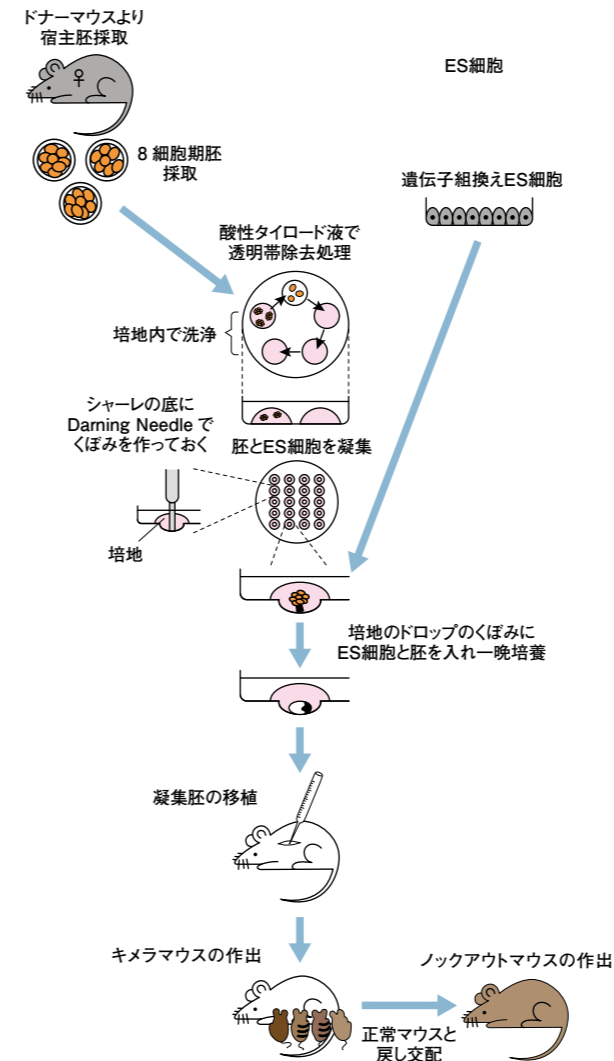 ドナーマウスより
宿主胚採取
♀
ES細胞
8 細胞期胚
採取
遺伝子組換えES細胞
酸性タイロード液で
透明帯除去処理
培地内で洗浄
シャーレの底に
Darning Needle で
くぼみを作っておく
胚とES細胞を凝集
培地
培地のドロップのくぼみに
ES細胞と胚を入れ一晩培養
凝集胚の移植
キメラマウスの作出
ノックアウトマウスの作出
正常マウスと
戻し交配